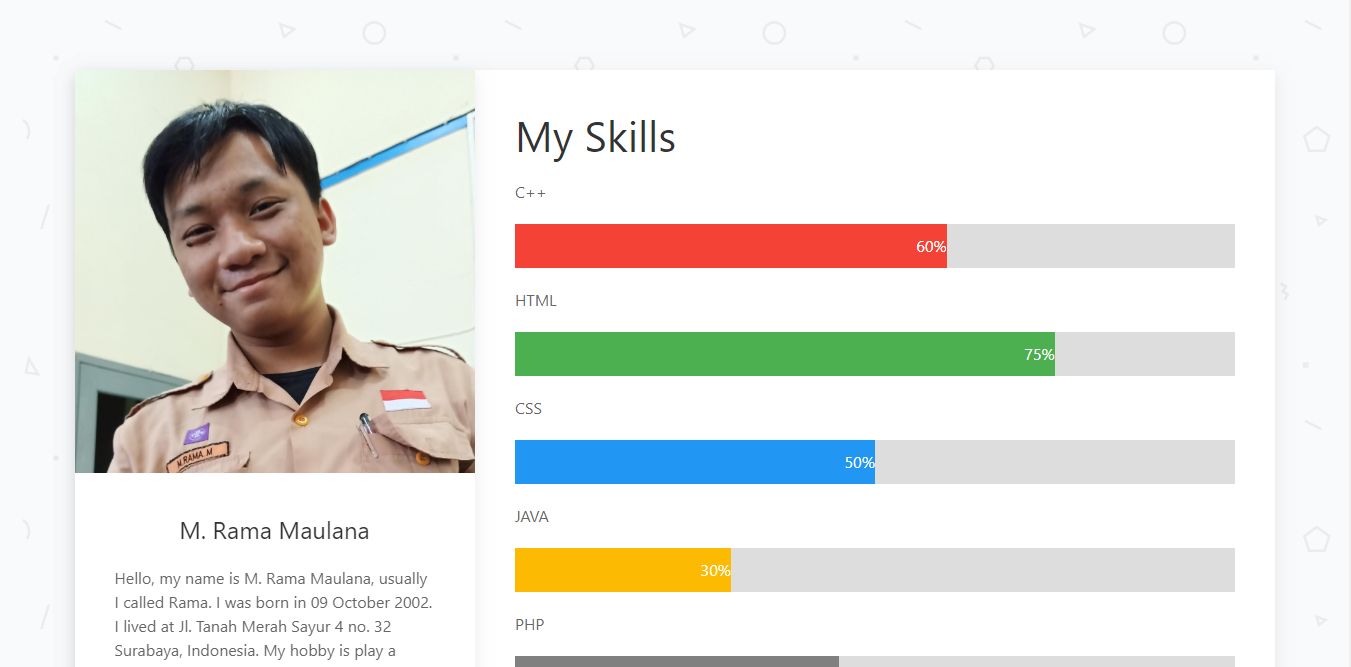 M.RAMA. M
M. Rama Maulana
Hello, my name is M. Rama Maulana, usually
I called Rama. I was born in 09 October 2002.
I lived at Jl. Tanah Merah Sayur 4 no. 32
Surabaya, Indonesia. My hobby is play a
My Skills
C++
60%
HTML
75%
CSS
50%
JAVA
30%
PHP